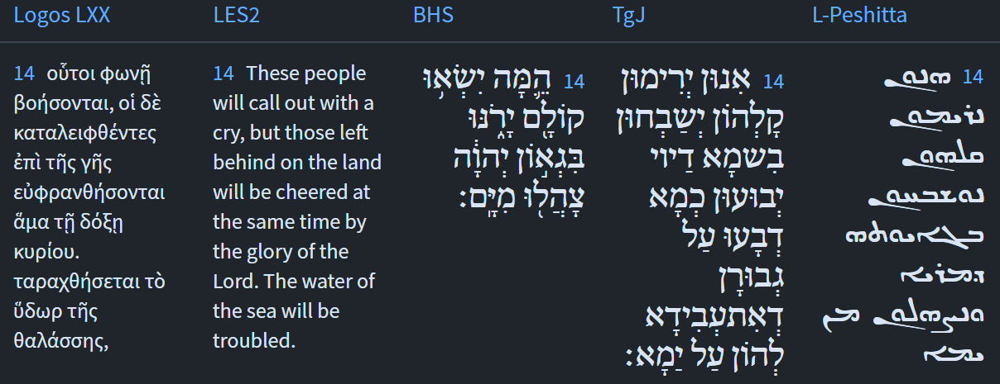 Logos LXX
LES2
BHS
TgJ
L-Peshitta
14 οὗτοι φωνῇ
βοήσονται, οἱ δὲ
καταλειφθέντες
ἐπὶ τῆς γῆς
εὐφρανθήσονται
ἅμα τῇ δόξῃ
κυρίου.
ταραχθήσεται τὸ
ὕδωρ τῆς
θαλάσσης,
14 These people
will call out with a
cry, but those left
behind on the land
will be cheered at
the same time by
the glory of the
Lord. The water of
the sea will be
troubled.
14 הֵ֛מָּה יִשְׂא֥וּ
קוֹלָ֖ם יָרֹ֑נּוּ
בִּגְא֣וֹן יְהוָ֔ה
צָהֲל֖וּ מִיָּֽם׃
14 אִנוּן יְרִימוּן
קָלְהוֹן יְשַבְחוּן
בִשמָא דַיוי
יְבוּעוּן כְמָא
דְבָעוּ עַל
גְבוּרָן
דְאִתעְבִידָא
לְהוֹן עַל יַמָא׃
14 ܗܢܘܢ
ܢܪܝܡܘܢ
ܩܠܗܘܢ
ܢܘܫܒܚܘܢ
ܒܓܐܝܘܬܗ
ܕܡܪܝܐ
ܘܢܨܗܠܘܢ ܡܢ
ܝܡܐ